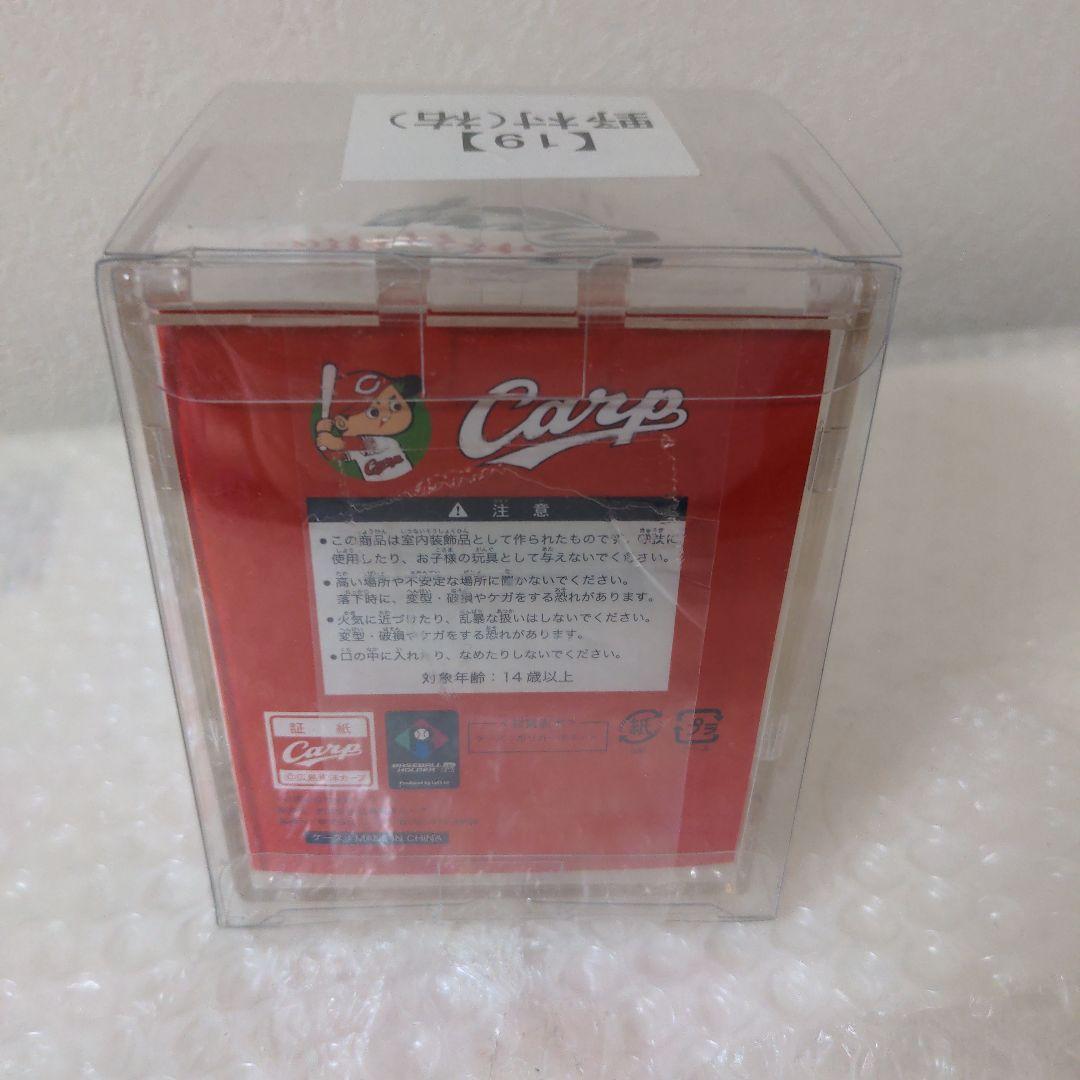 【19】
野村(祐)
Carp
Carp
注意
•この商品は室内装飾品として作られたものです。
使用したり、お子様の玩具として与えないでください。
•高い場所や不安定な場所に置かないでください。
落下時に、変型・破損やケガをする恐れがあります。
•火気に近づけたり、乱暴な扱いはしないでください。
変型・破損やケガをする恐れがあります。
•口の中に入れたり、なめたりしないでください。
対象年齢：14歳以上
証紙
Carp
©広島東洋カープ
BASEBALL
HOLDER
紙
プラ
ケース：MADE IN CHINA